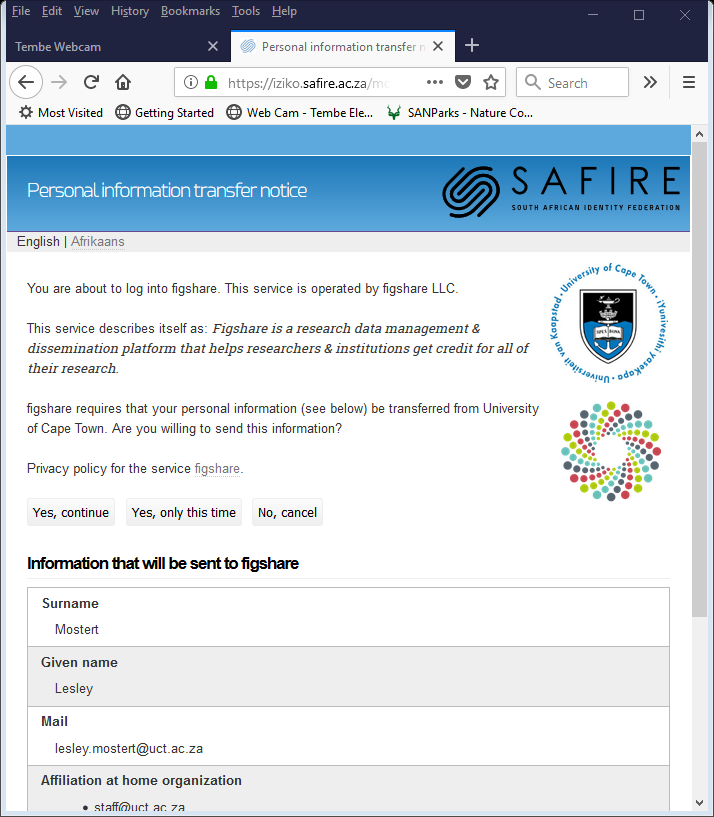 File Edit View History Bookmarks Tools Help
Tembe Webcam
Personal information transfer n
https://iziko.safire.ac.za/mo
Search
Most Visited Getting Started Web Cam - Tembe Ele... SANParks - Nature Co...
Personal information transfer notice
SAFIRE
SOUTH AFRICAN IDENTITY FEDERATION
English | Afrikaans
University of Cape Town · iYunivesithi yaseKapa · Universiteit van Kaapstad ·
You are about to log into figshare. This service is operated by figshare LLC.
This service describes itself as: Figshare is a research data management &
dissemination platform that helps researchers & institutions get credit for all of
their research.
figshare requires that your personal information (see below) be transferred from University
of Cape Town. Are you willing to send this information?
Privacy policy for the service figshare.
Yes, continue Yes, only this time No, cancel
Information that will be sent to figshare
Surname
Mostert
Given name
Lesley
Mail
lesley.mostert@uct.ac.za
Affiliation at home organization
• staff@uct.ac.za